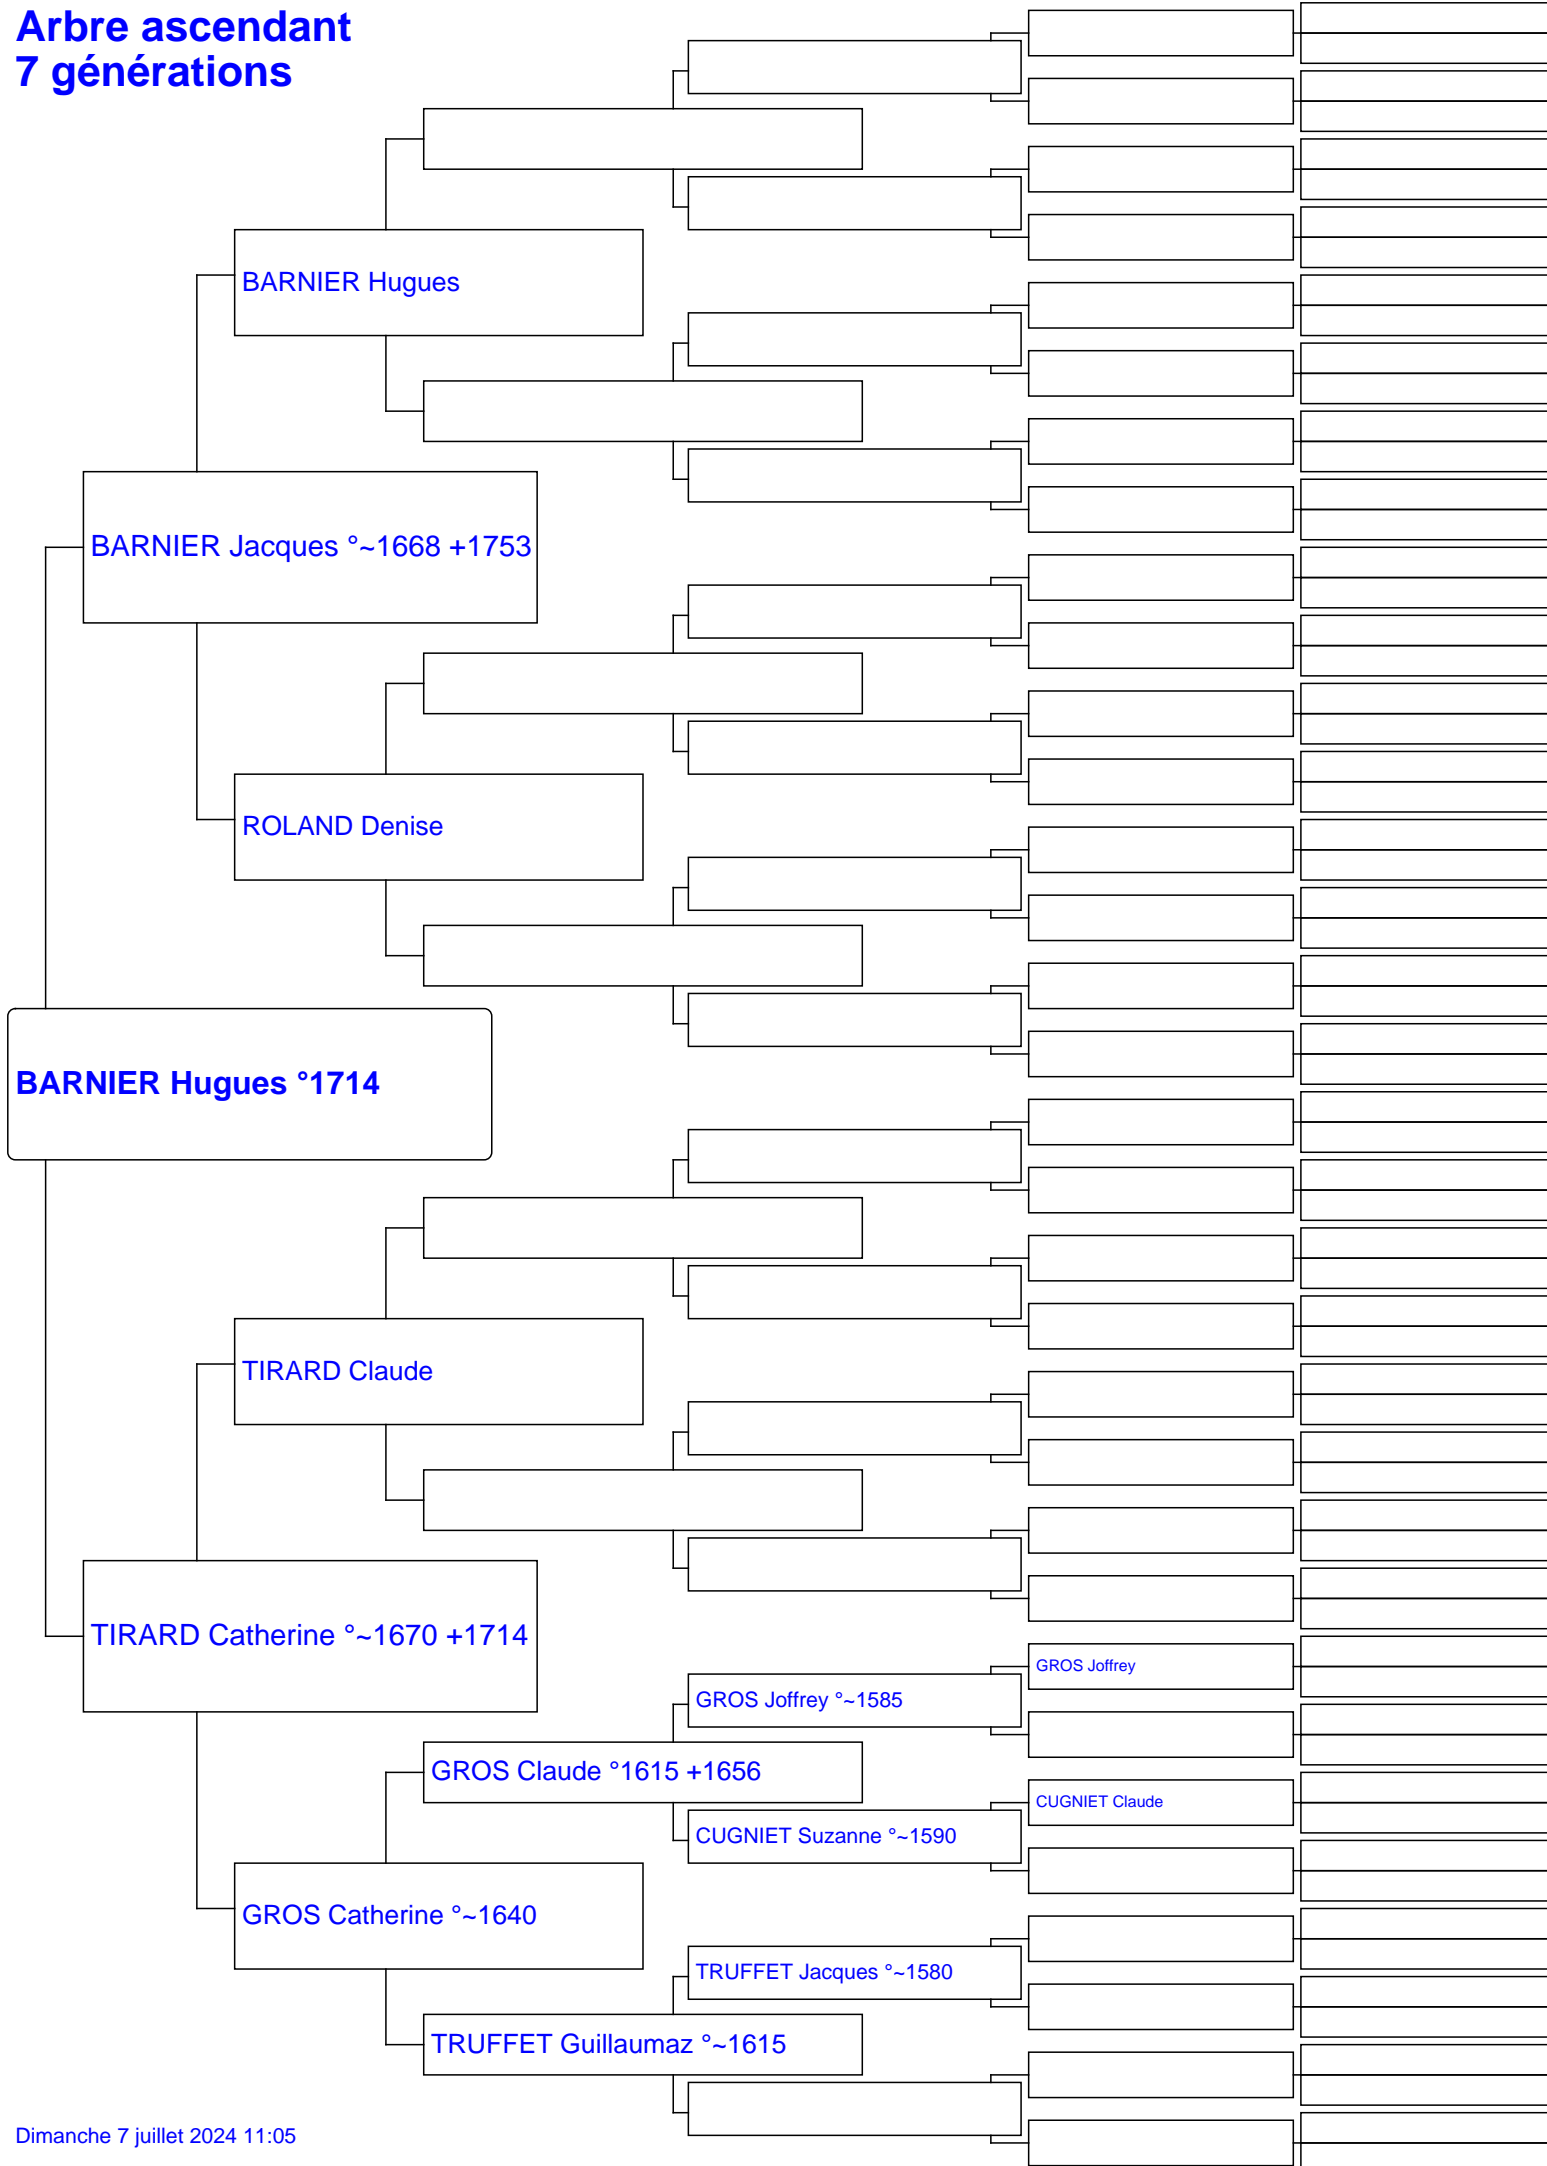 Arbre ascendant
7 générations
BARNIER Hugues
BARNIER Jacques °~1668 +1753
ROLAND Denise
BARNIER Hugues °1714
TIRARD Claude
TIRARD Catherine °~1670 +1714
GROS Joffrey
GROS Joffrey °~1585
GROS Claude °1615 +1656
CUGNIET Claude
CUGNIET Suzanne °~1590
GROS Catherine °~1640
TRUFFET Jacques °~1580
TRUFFET Guillaumaz °~1615
Dimanche 7 juillet 2024 11:05